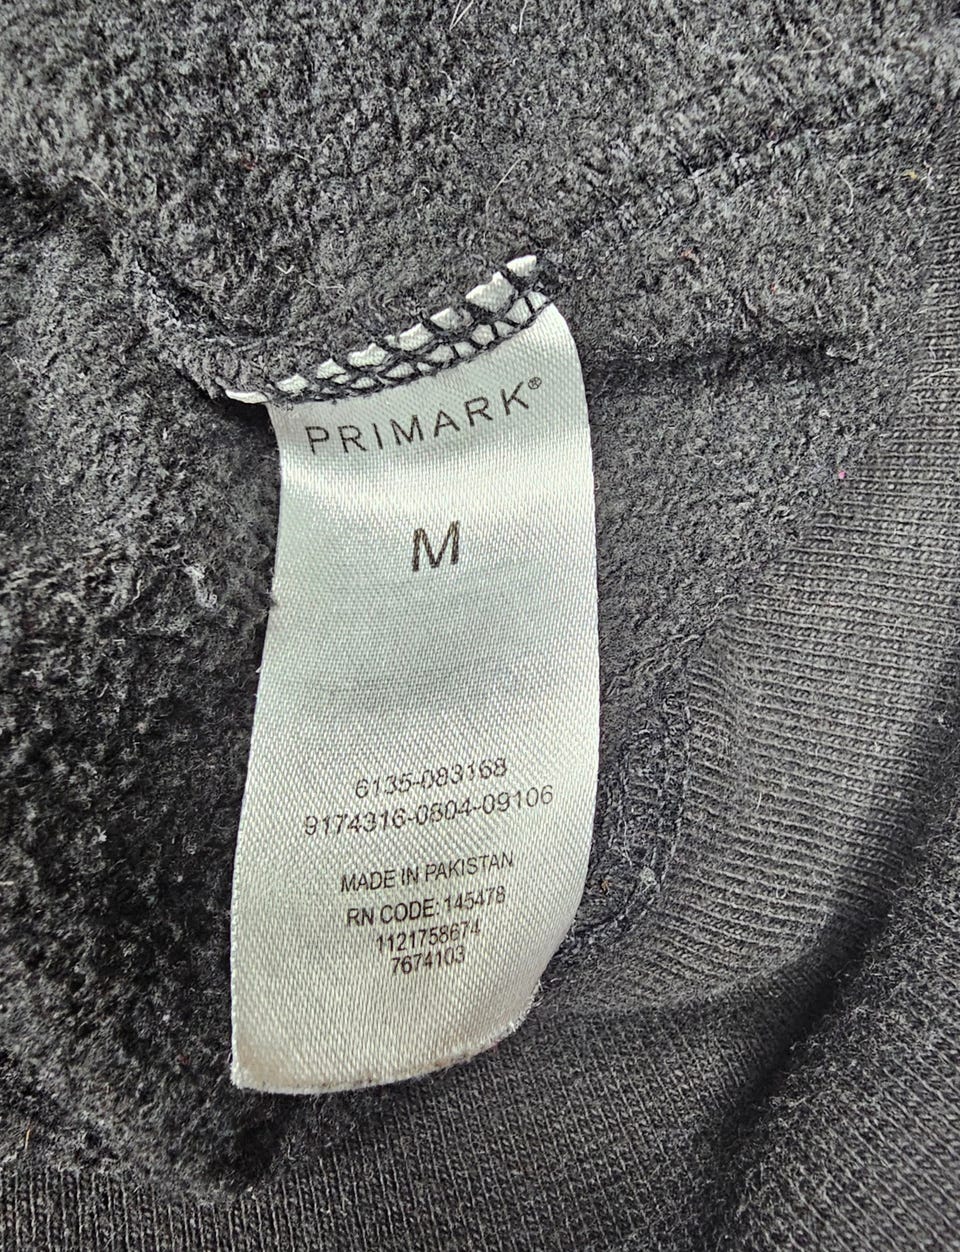 PRIMARK®
M
6135-083168
9174316-0804-09106
MADE IN PAKISTAN
RN CODE: 145478
1121758674
7674103